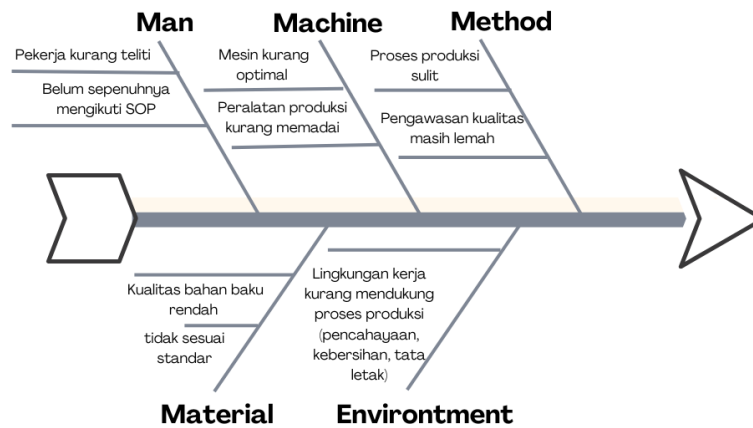 Man
Machine
Method
Pekerja kurang teliti
Belum sepenuhnya
mengikuti SOP
Mesin kurang
optimal
Peralatan produksi
kurang memadai
Proses produksi
sulit
Pengawasan kualitas
masih lemah
Kualitas bahan baku
rendah
tidak sesuai
standar
Lingkungan kerja
kurang mendukung
proses produksi
(pencahayaan,
kebersihan, tata
letak)
Material
Environtment